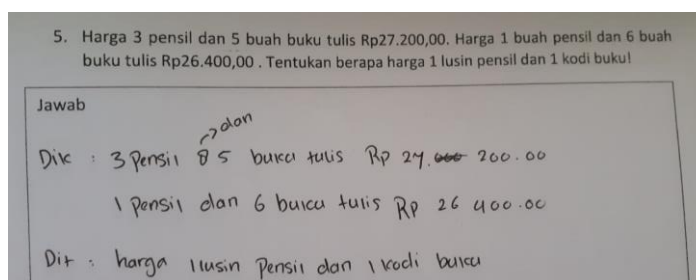 5. Harga 3 pensil dan 5 buah buku tulis Rp27.200,00. Harga 1 buah pensil dan 6 buah
buku tulis Rp26.400,00 . Tentukan berapa harga 1 lusin pensil dan 1 kodi buku!
Jawab
dan
Dik : 3 Pensil 8 5 buku tulis Rp 27. 200.00
1 Pensil dan 6 buku tulis Rp 26 400.00
Dit : harga 1 lusin Pensil dan 1 kodi buku